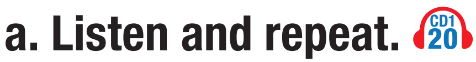 a. Listen and repeat. CD1 20